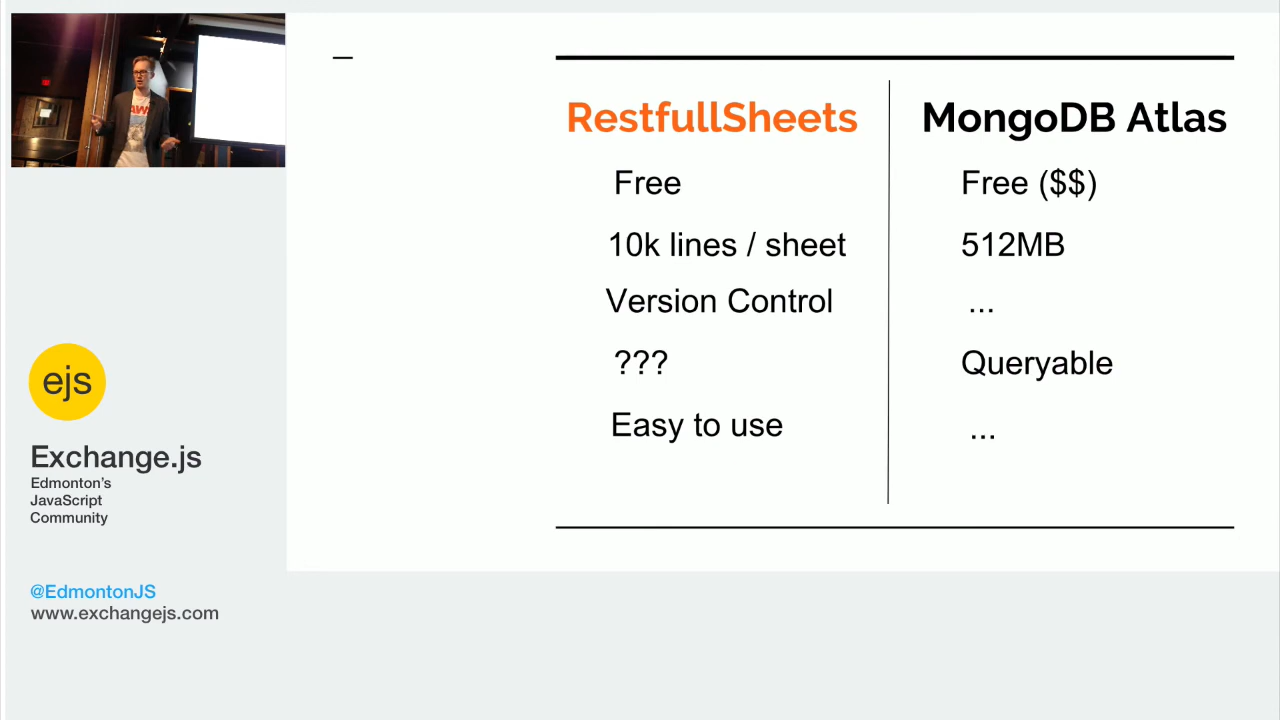 RestfullSheets
MongoDB Atlas
Free
Free ($$)
10k lines / sheet
512MB
Version Control
...
???
Queryable
Easy to use
...
ejs
Exchange.js
Edmonton's
JavaScript
Community
@EdmontonJS
www.exchangejs.com